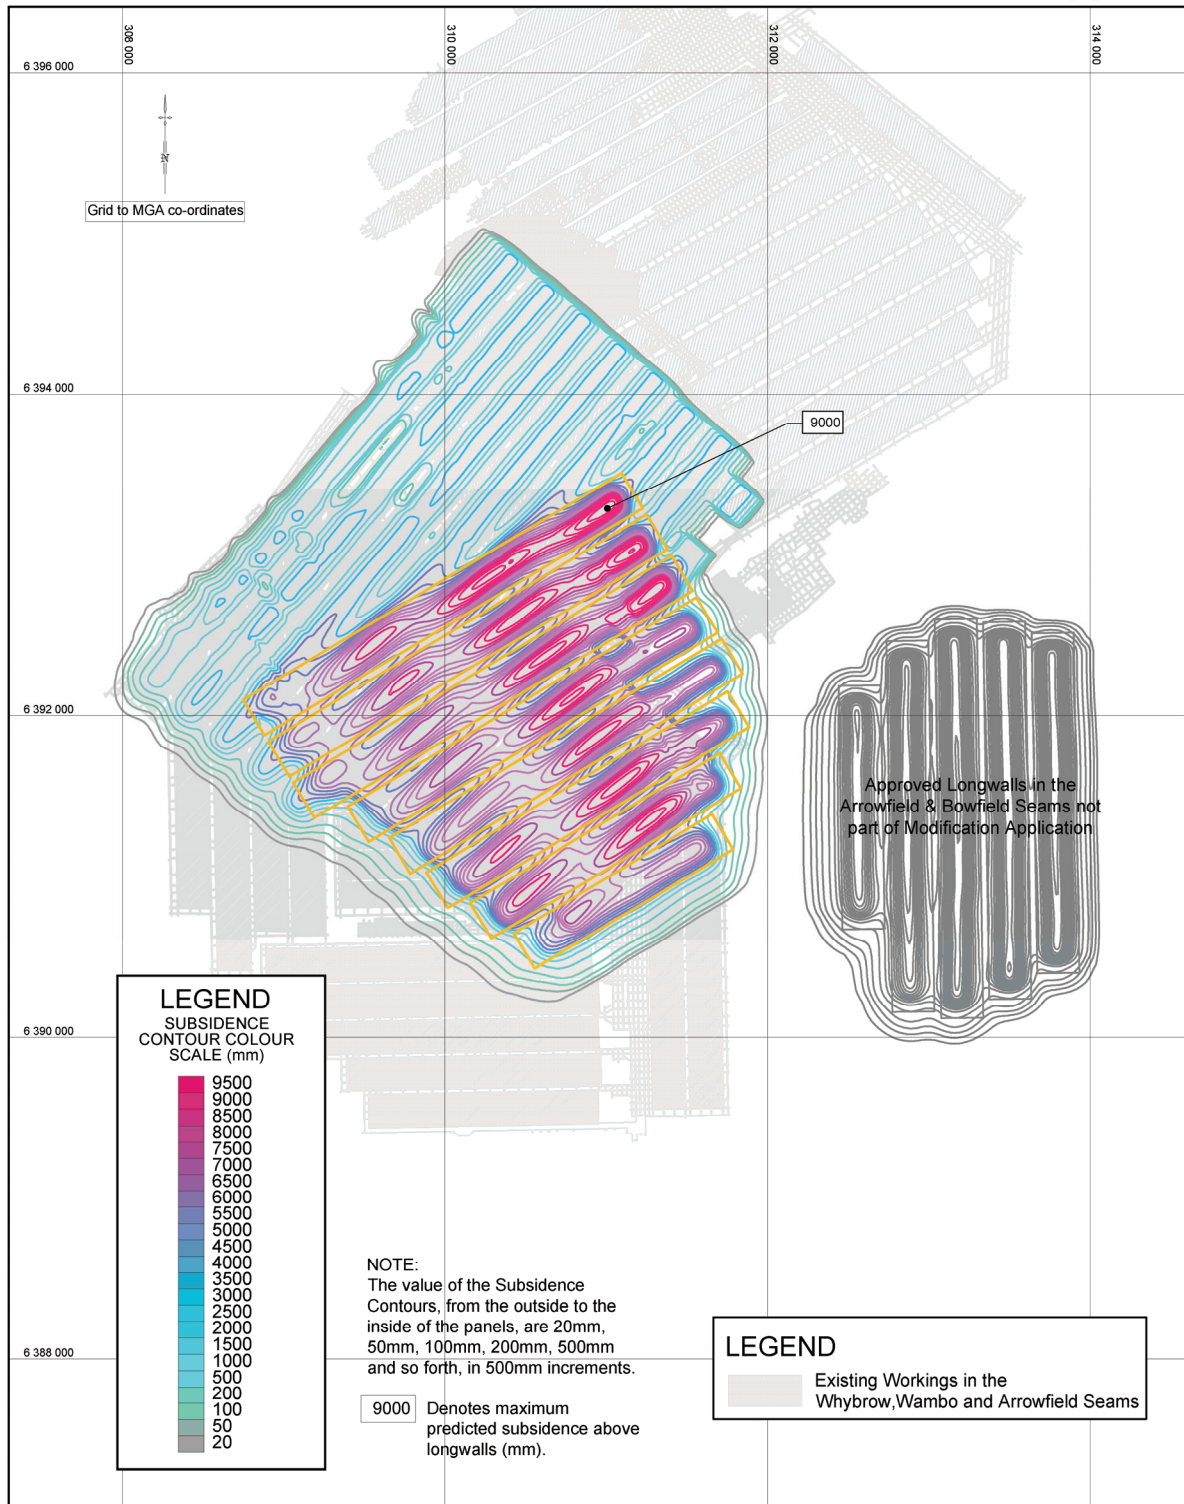 308 000
310 000
312 000
314 000
6 396 000
N
Grid to MGA co-ordinates
6 394 000
9000
6 392 000
Approved Longwalls in the
Arrowfield & Bowfield Seams not
part of Modification Application
6 390 000
LEGEND
SUBSIDENCE
CONTOUR COLOUR
SCALE (mm)
9500
9000
8500
8000
7500
7000
6500
6000
5500
5000
4500
4000
3500
3000
2500
2000
1500
1000
500
200
100
50
20
NOTE:
The value of the Subsidence
Contours, from the outside to the
inside of the panels, are 20mm,
50mm, 100mm, 200mm, 500mm
and so forth, in 500mm increments.
9000 Denotes maximum
predicted subsidence above
longwalls (mm).
6 388 000
LEGEND
Existing Workings in the
Whybrow,Wambo and Arrowfield Seams